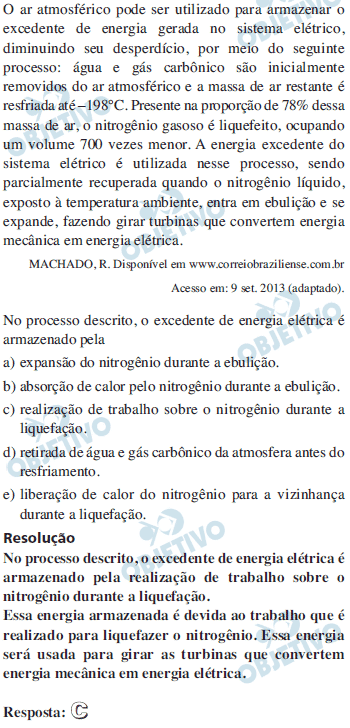 O ar atmosférico pode ser utilizado para armazenar o
excedente de energia gerada no sistema elétrico,
diminuindo seu desperdício, por meio do seguinte
processo: água e gás carbônico são inicialmente
removidos do ar atmosférico e a massa de ar restante é
resfriada até –198°C. Presente na proporção de 78% dessa
massa de ar, o nitrogênio gasoso é liquefeito, ocupando
um volume 700 vezes menor. A energia excedente do
sistema elétrico é utilizada nesse processo, sendo
parcialmente recuperada quando o nitrogênio líquido,
exposto à temperatura ambiente, entra em ebulição e se
expande, fazendo girar turbinas que convertem energia
mecânica em energia elétrica.
MACHADO, R. Disponível em www.correiobraziliense.com.br
Acesso em: 9 set. 2013 (adaptado).
No processo descrito, o excedente de energia elétrica é
armazenado pela
a) expansão do nitrogênio durante a ebulição.
b) absorção de calor pelo nitrogênio durante a ebulição.
c) realização de trabalho sobre o nitrogênio durante a
liquefação.
d) retirada de água e gás carbônico da atmosfera antes do
resfriamento.
e) liberação de calor do nitrogênio para a vizinhança
durante a liquefação.
Resolução
No processo descrito, o excedente de energia elétrica é
armazenado pela realização de trabalho sobre o
nitrogênio durante a liquefação.
Essa energia armazenada é devida ao trabalho que é
realizado para liquefazer o nitrogênio. Essa energia
será usada para girar as turbinas que convertem
energia mecânica em energia elétrica.
Resposta: C
OBJETIVO
OBJETIVO
OBJETIVO
OBJETIVO
OBJETIVO
OBJETIVO
OBJETIVO